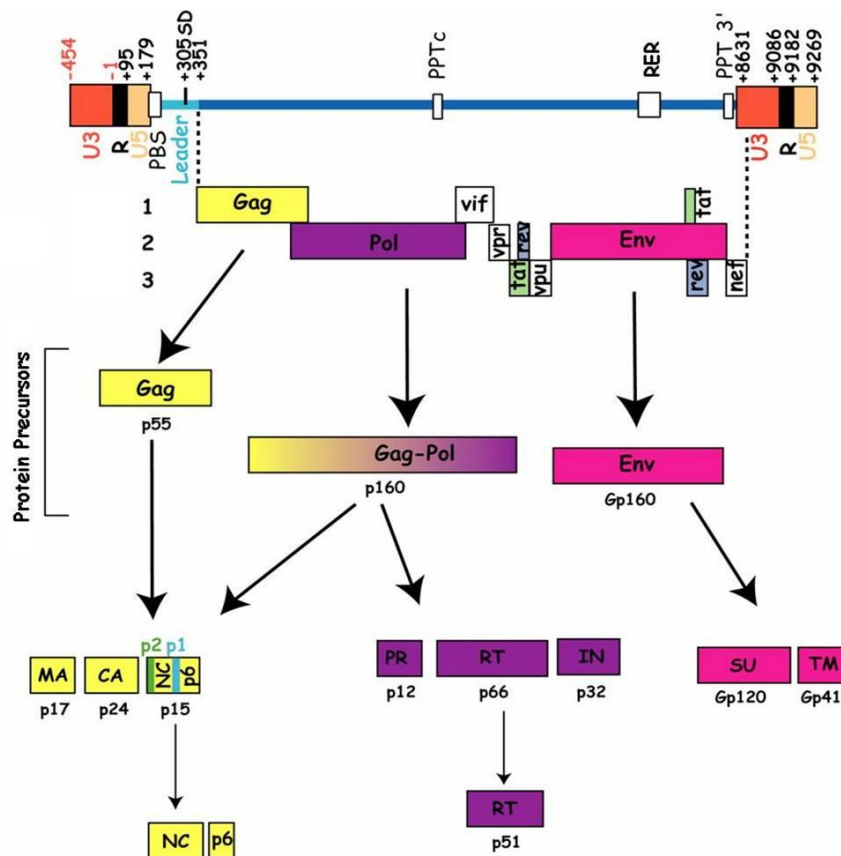 -454
-1
+95
+179
+305 SD
+351
PPTc
RER
PPT 3'
+8631
+9086
+9182
+9269
U3
R
U5
PBS
Leader
U3
R
U5
1
Gag
vif
tat
2
Pol
vpr
rev
Env
3
tat
vpu
rev
nef
Protein Precursors
Gag
p55
Gag-Pol
p160
Env
Gp160
p2 p1
MA
CA
NC
p6
PR
RT
IN
SU
TM
p17
p24
p15
p12
p66
p32
Gp120
Gp41
NC
p6
RT
p51